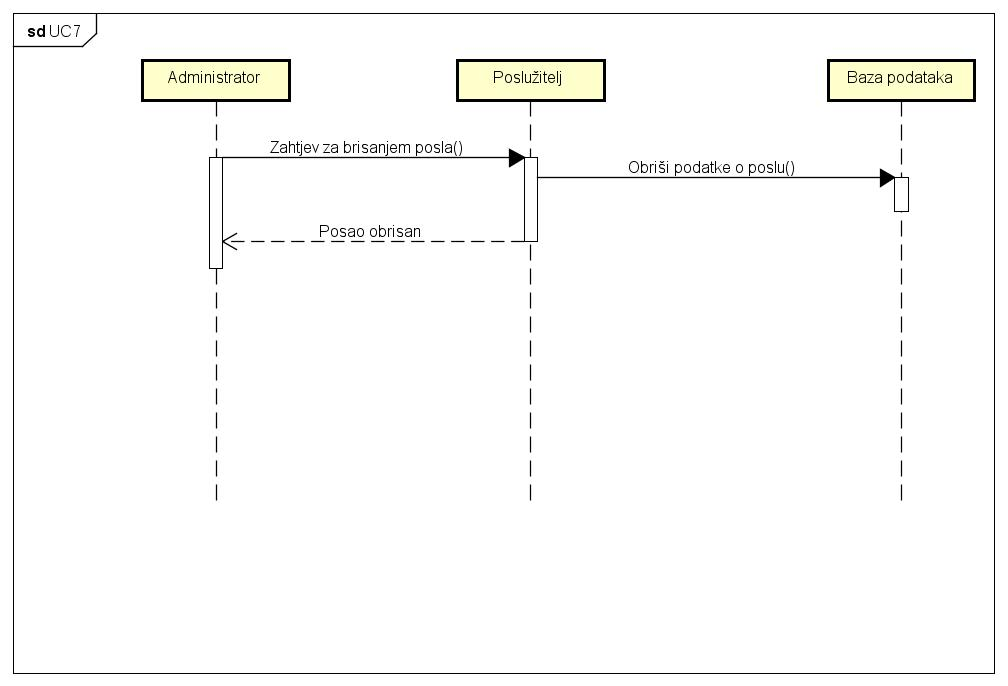 sd UC7
Administrator
Poslužitelj
Baza podataka
Zahtjev za brisanjem posla()
Obriši podatke o poslu()
Posao obrisan